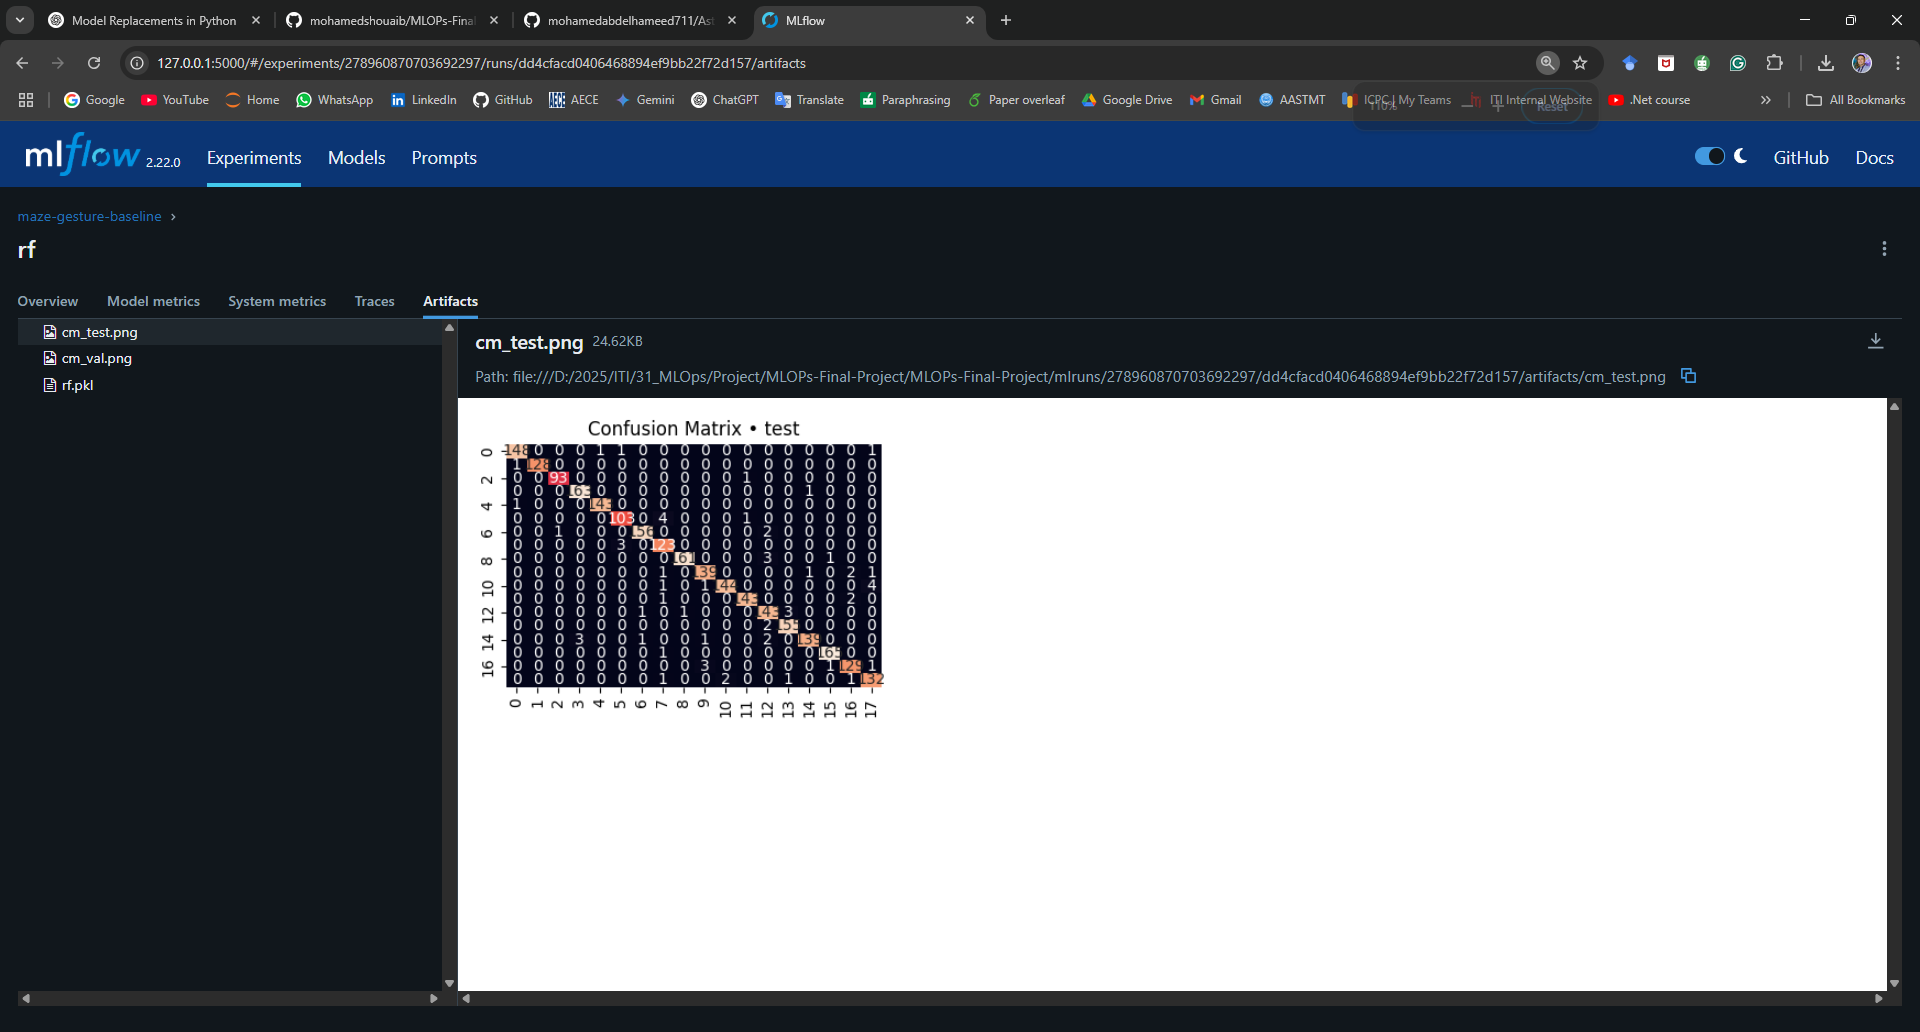 Model Replacements in Python
mohamedshouaib/MLOPs-Final
mohamedabdelhameed711/Ast
MLflow
127.0.0.1:5000/#/experiments/278960870703692297/runs/dd4cfacd0406468894ef9bb22f72d157/artifacts
Google YouTube Home WhatsApp LinkedIn GitHub AECE Gemini ChatGPT Translate Paraphrasing Paper overleaf Google Drive Gmail AASTMT ICPC | My Teams ITI Internal Website .Net course All Bookmarks
110% Reset
mlflow 2.22.0 Experiments Models Prompts GitHub Docs
maze-gesture-baseline
rf
Overview Model metrics System metrics Traces Artifacts
cm_test.png
cm_val.png
rf.pkl
cm_test.png 24.62KB
Path: file:///D:/2025/ITI/31_MLOps/Project/MLOPs-Final-Project/MLOPs-Final-Project/mlruns/278960870703692297/dd4cfacd0406468894ef9bb22f72d157/artifacts/cm_test.png
Confusion Matrix • test
0 148 0 0 0 1 1 0 0 0 0 0 0 0 0 0 0 0 1
1 128 0 0 0 0 0 0 0 0 0 0 0 0 0 0 0 0
2 0 0 93 0 0 0 0 0 0 0 0 1 0 0 0 0 0 0
0 0 0 163 0 0 0 0 0 0 0 0 0 0 1 0 0 0
4 1 0 0 0 143 0 0 0 0 0 0 0 0 0 0 0 0 0
0 0 0 0 0 103 0 4 0 0 0 1 0 0 0 0 0 0
6 0 0 1 0 0 0 156 0 0 0 0 0 2 0 0 0 0 0
0 0 0 0 0 3 0 123 0 0 0 0 0 0 0 0 0 0
8 0 0 0 0 0 0 0 0 161 0 0 0 3 0 0 1 0 0
0 0 0 0 0 0 0 1 0 139 0 0 0 0 1 0 2 1
10 0 0 0 0 0 0 0 1 0 1 144 0 0 0 0 0 0 4
0 0 0 0 0 0 0 1 0 0 0 143 0 0 0 0 2 0
12 0 0 0 0 0 0 1 0 1 0 0 0 143 3 0 0 0 0
0 0 0 0 0 0 0 0 0 0 0 0 2 155 0 0 0 0
14 0 0 0 3 0 0 1 0 0 1 0 0 2 0 139 0 0 0
0 0 0 0 0 0 0 1 0 0 0 0 0 0 0 165 0 0
16 0 0 0 0 0 0 0 0 0 3 0 0 0 0 0 1 129 1
0 0 0 0 0 0 0 1 0 0 2 0 0 1 0 0 1 132
0 1 2 3 4 5 6 7 8 9 10 11 12 13 14 15 16 17